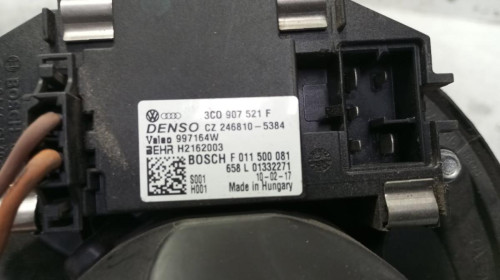 3CQ 907 521 F
DENSO CZ 246810-5384
Valeo 997164W
BEHR H2162003
BOSCH F 011 500 081
658 L 01332271
S001 10-02-17
H001 Made in Hungary